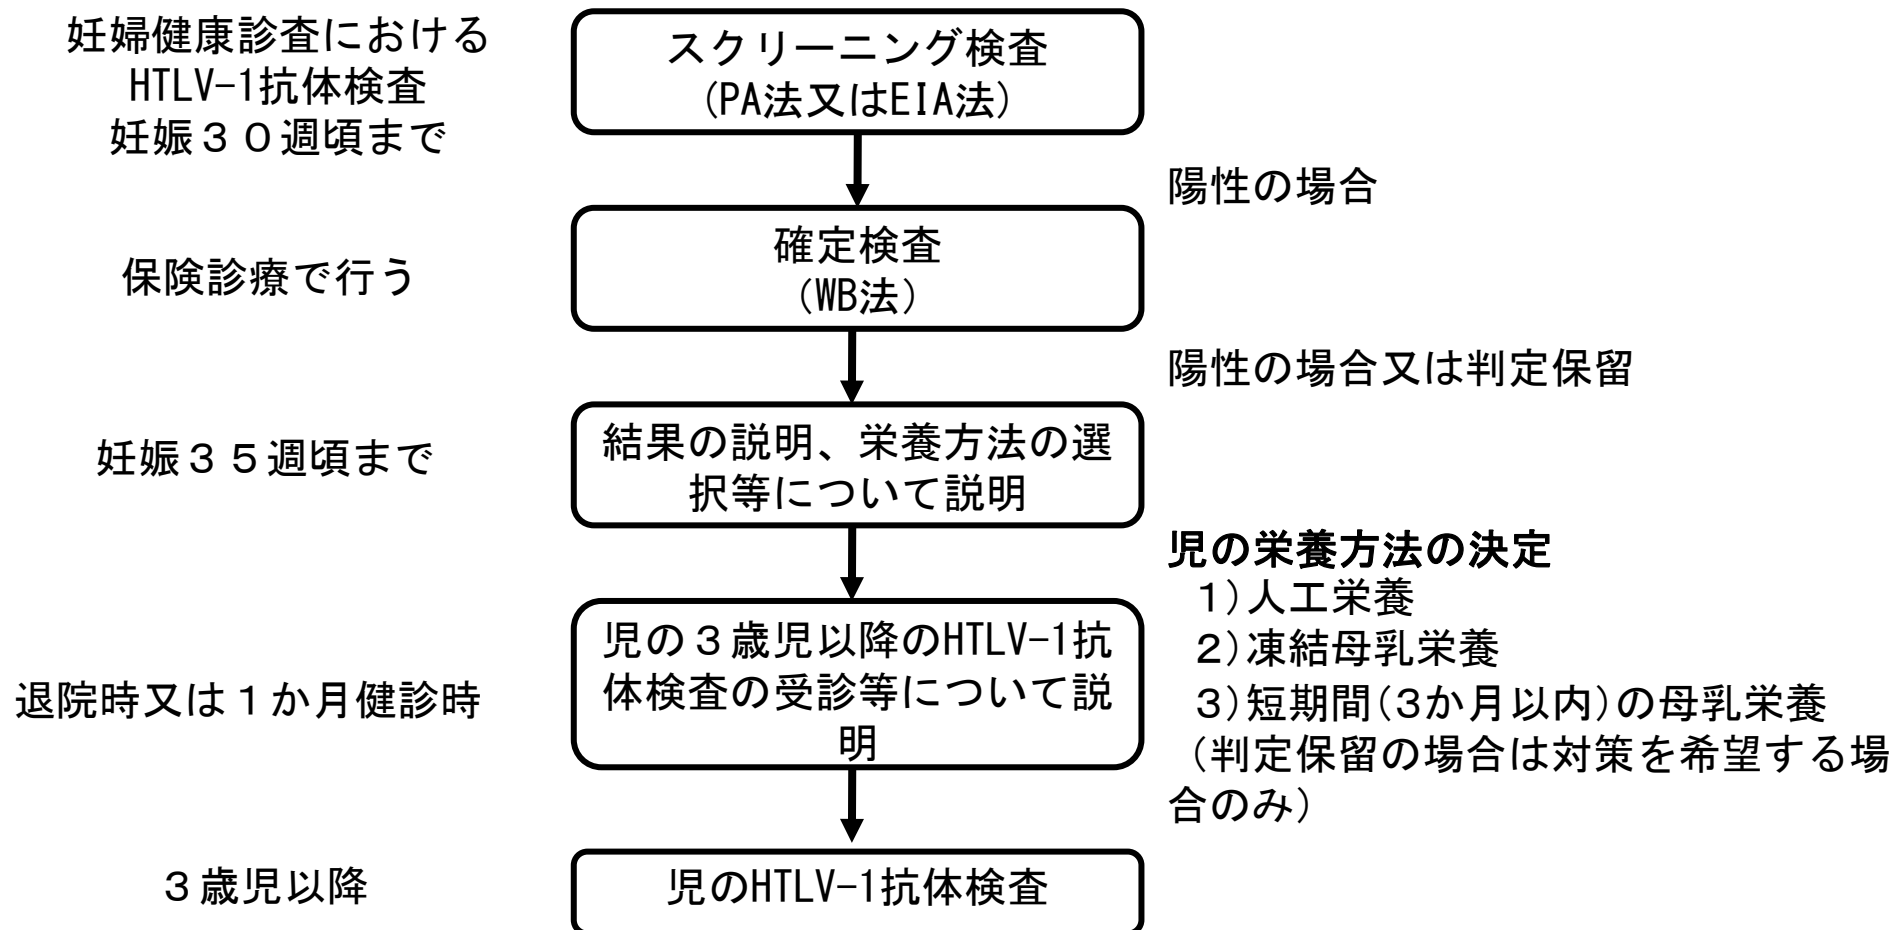 妊婦健康診査における
HTLV-1抗体検査
妊娠３０週頃まで
スクリーニング検査
(PA法又はEIA法)
陽性の場合
保険診療で行う
確定検査
(WB法)
陽性の場合又は判定保留
妊娠３５週頃まで
結果の説明、栄養方法の選
択等について説明
児の栄養方法の決定
1)人工栄養
2)凍結母乳栄養
3)短期間(3か月以内)の母乳栄養
(判定保留の場合は対策を希望する場
合のみ)
退院時又は１か月健診時
児の３歳児以降のHTLV-1抗
体検査の受診等について説
明
３歳児以降
児のHTLV-1抗体検査